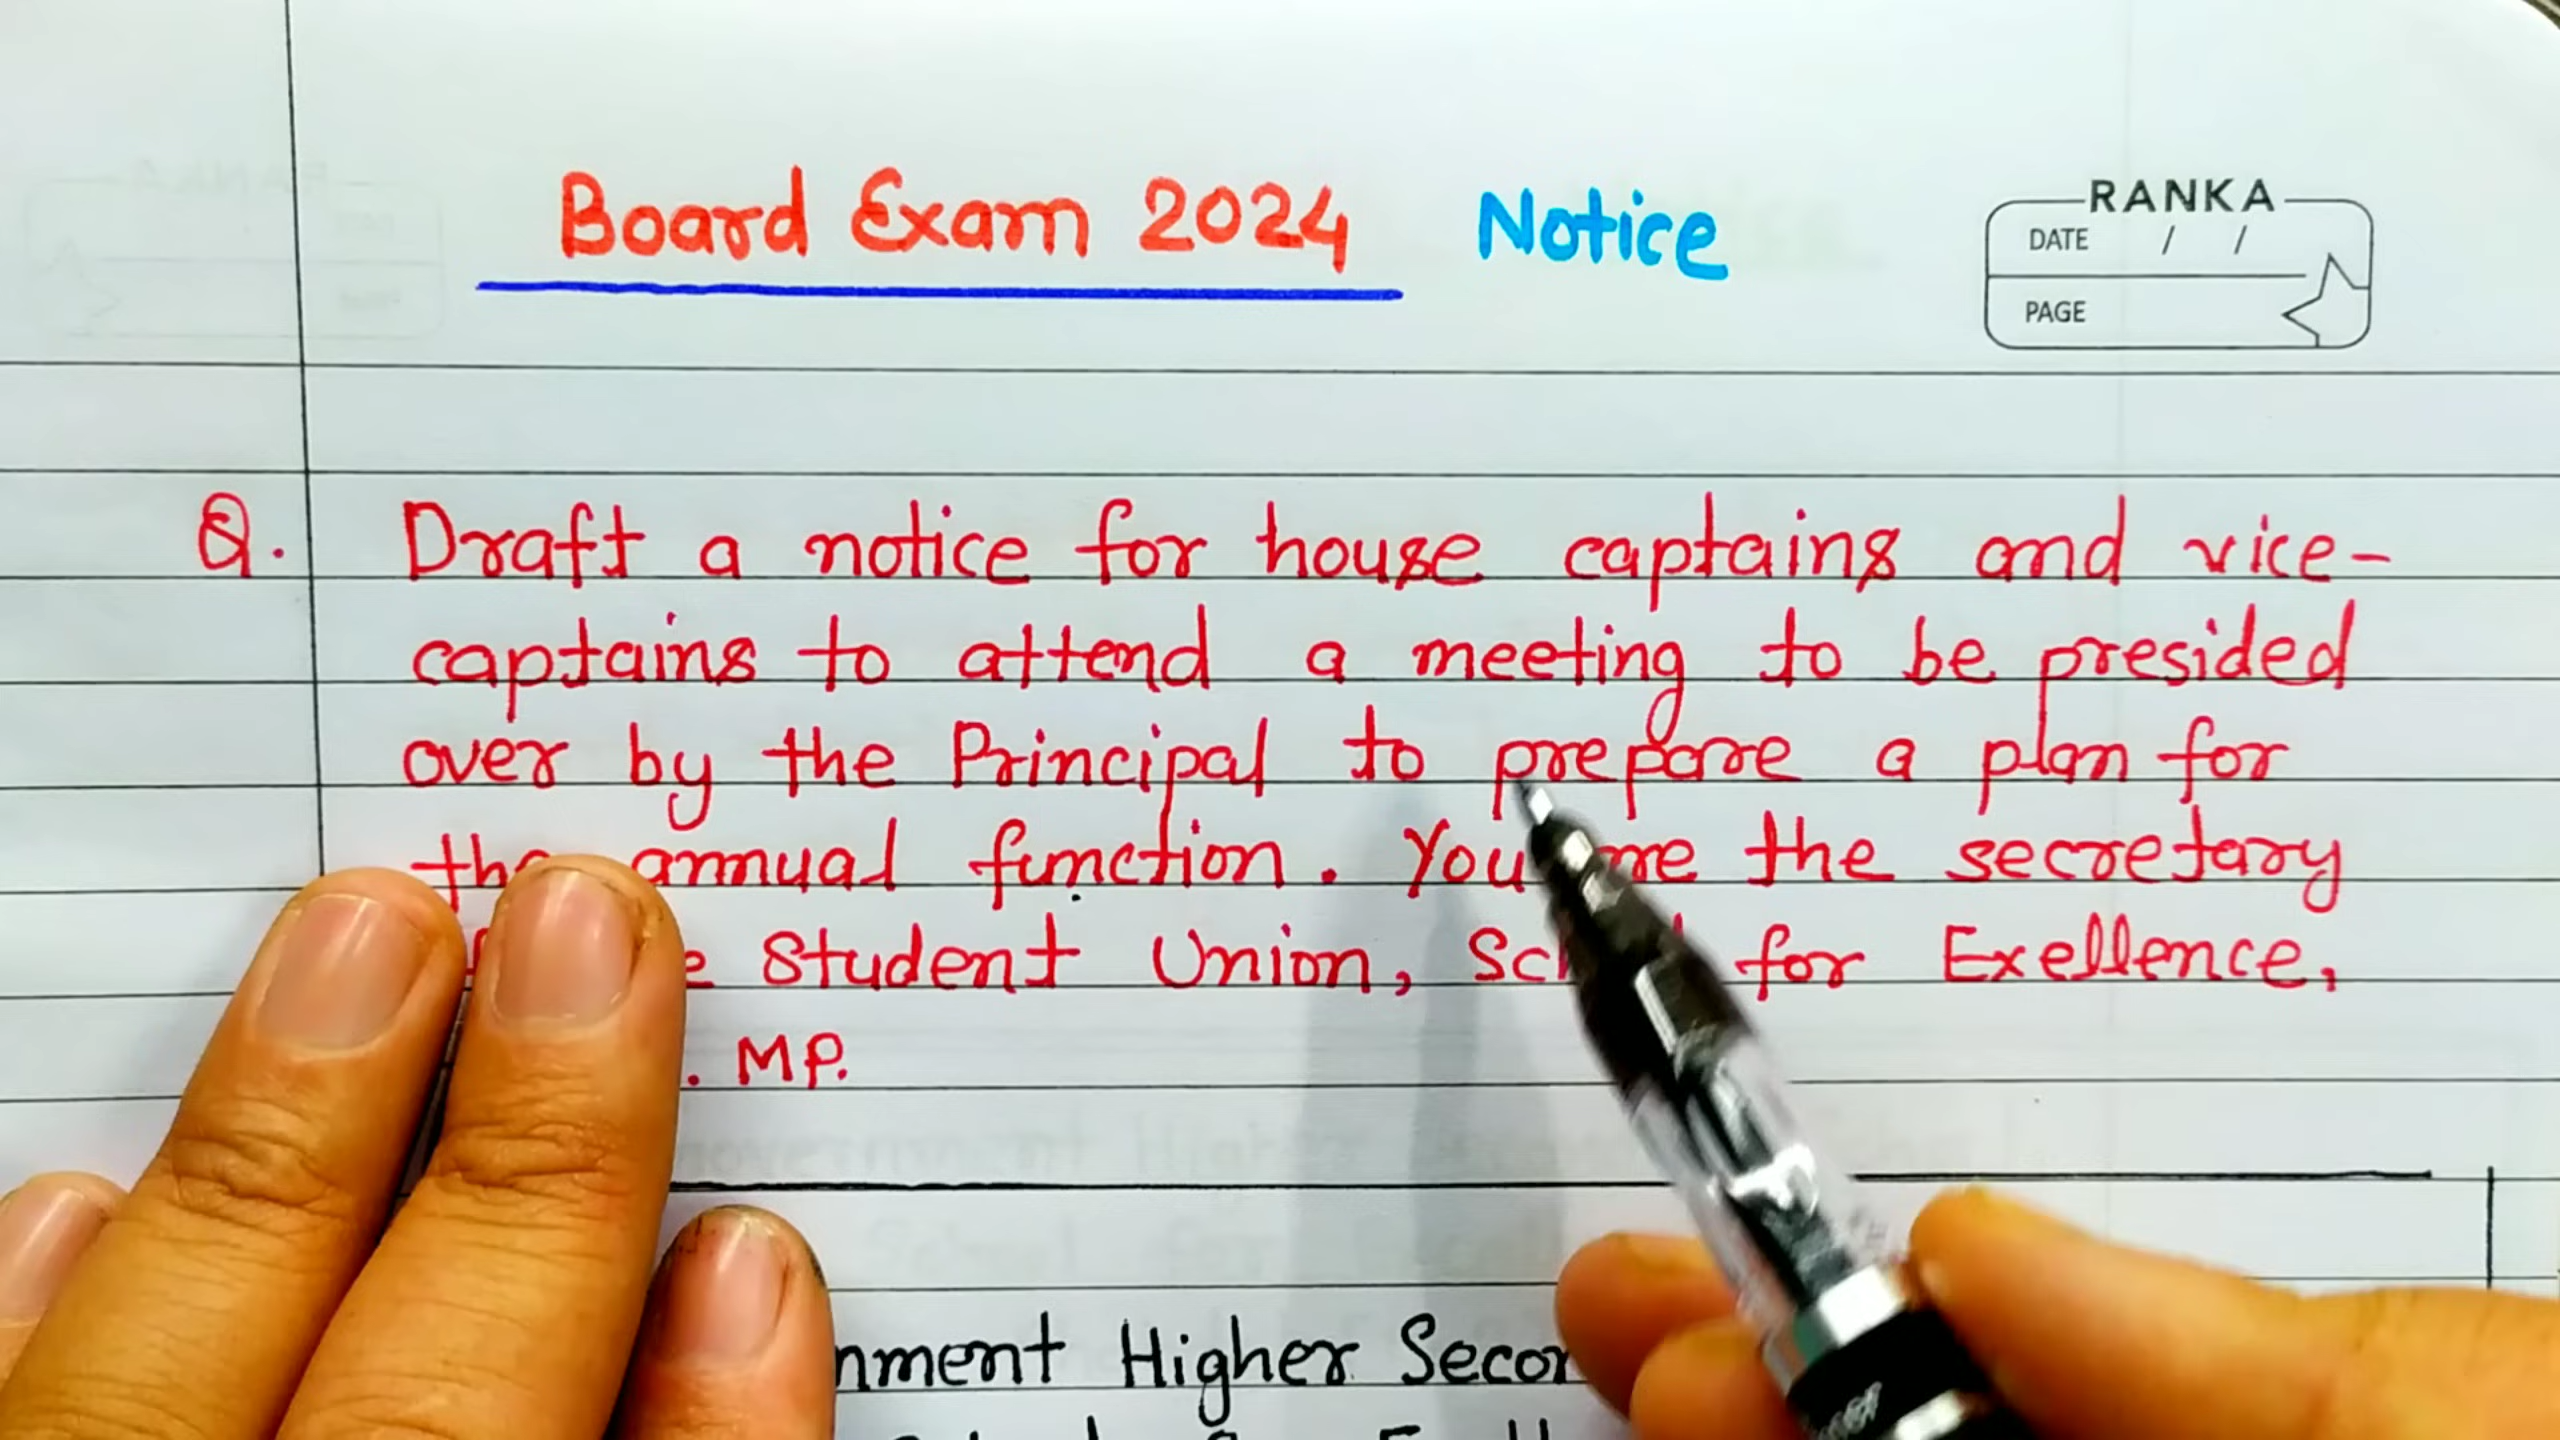 Board Exam 2024 Notice
RANKA
DATE / /
PAGE
Q. Draft a notice for house captains and vice-
captains to attend a meeting to be presided
over by the Principal to prepare a plan for
the annual function. You are the secretary
Student Union, for Exellence,
MP.
Higher